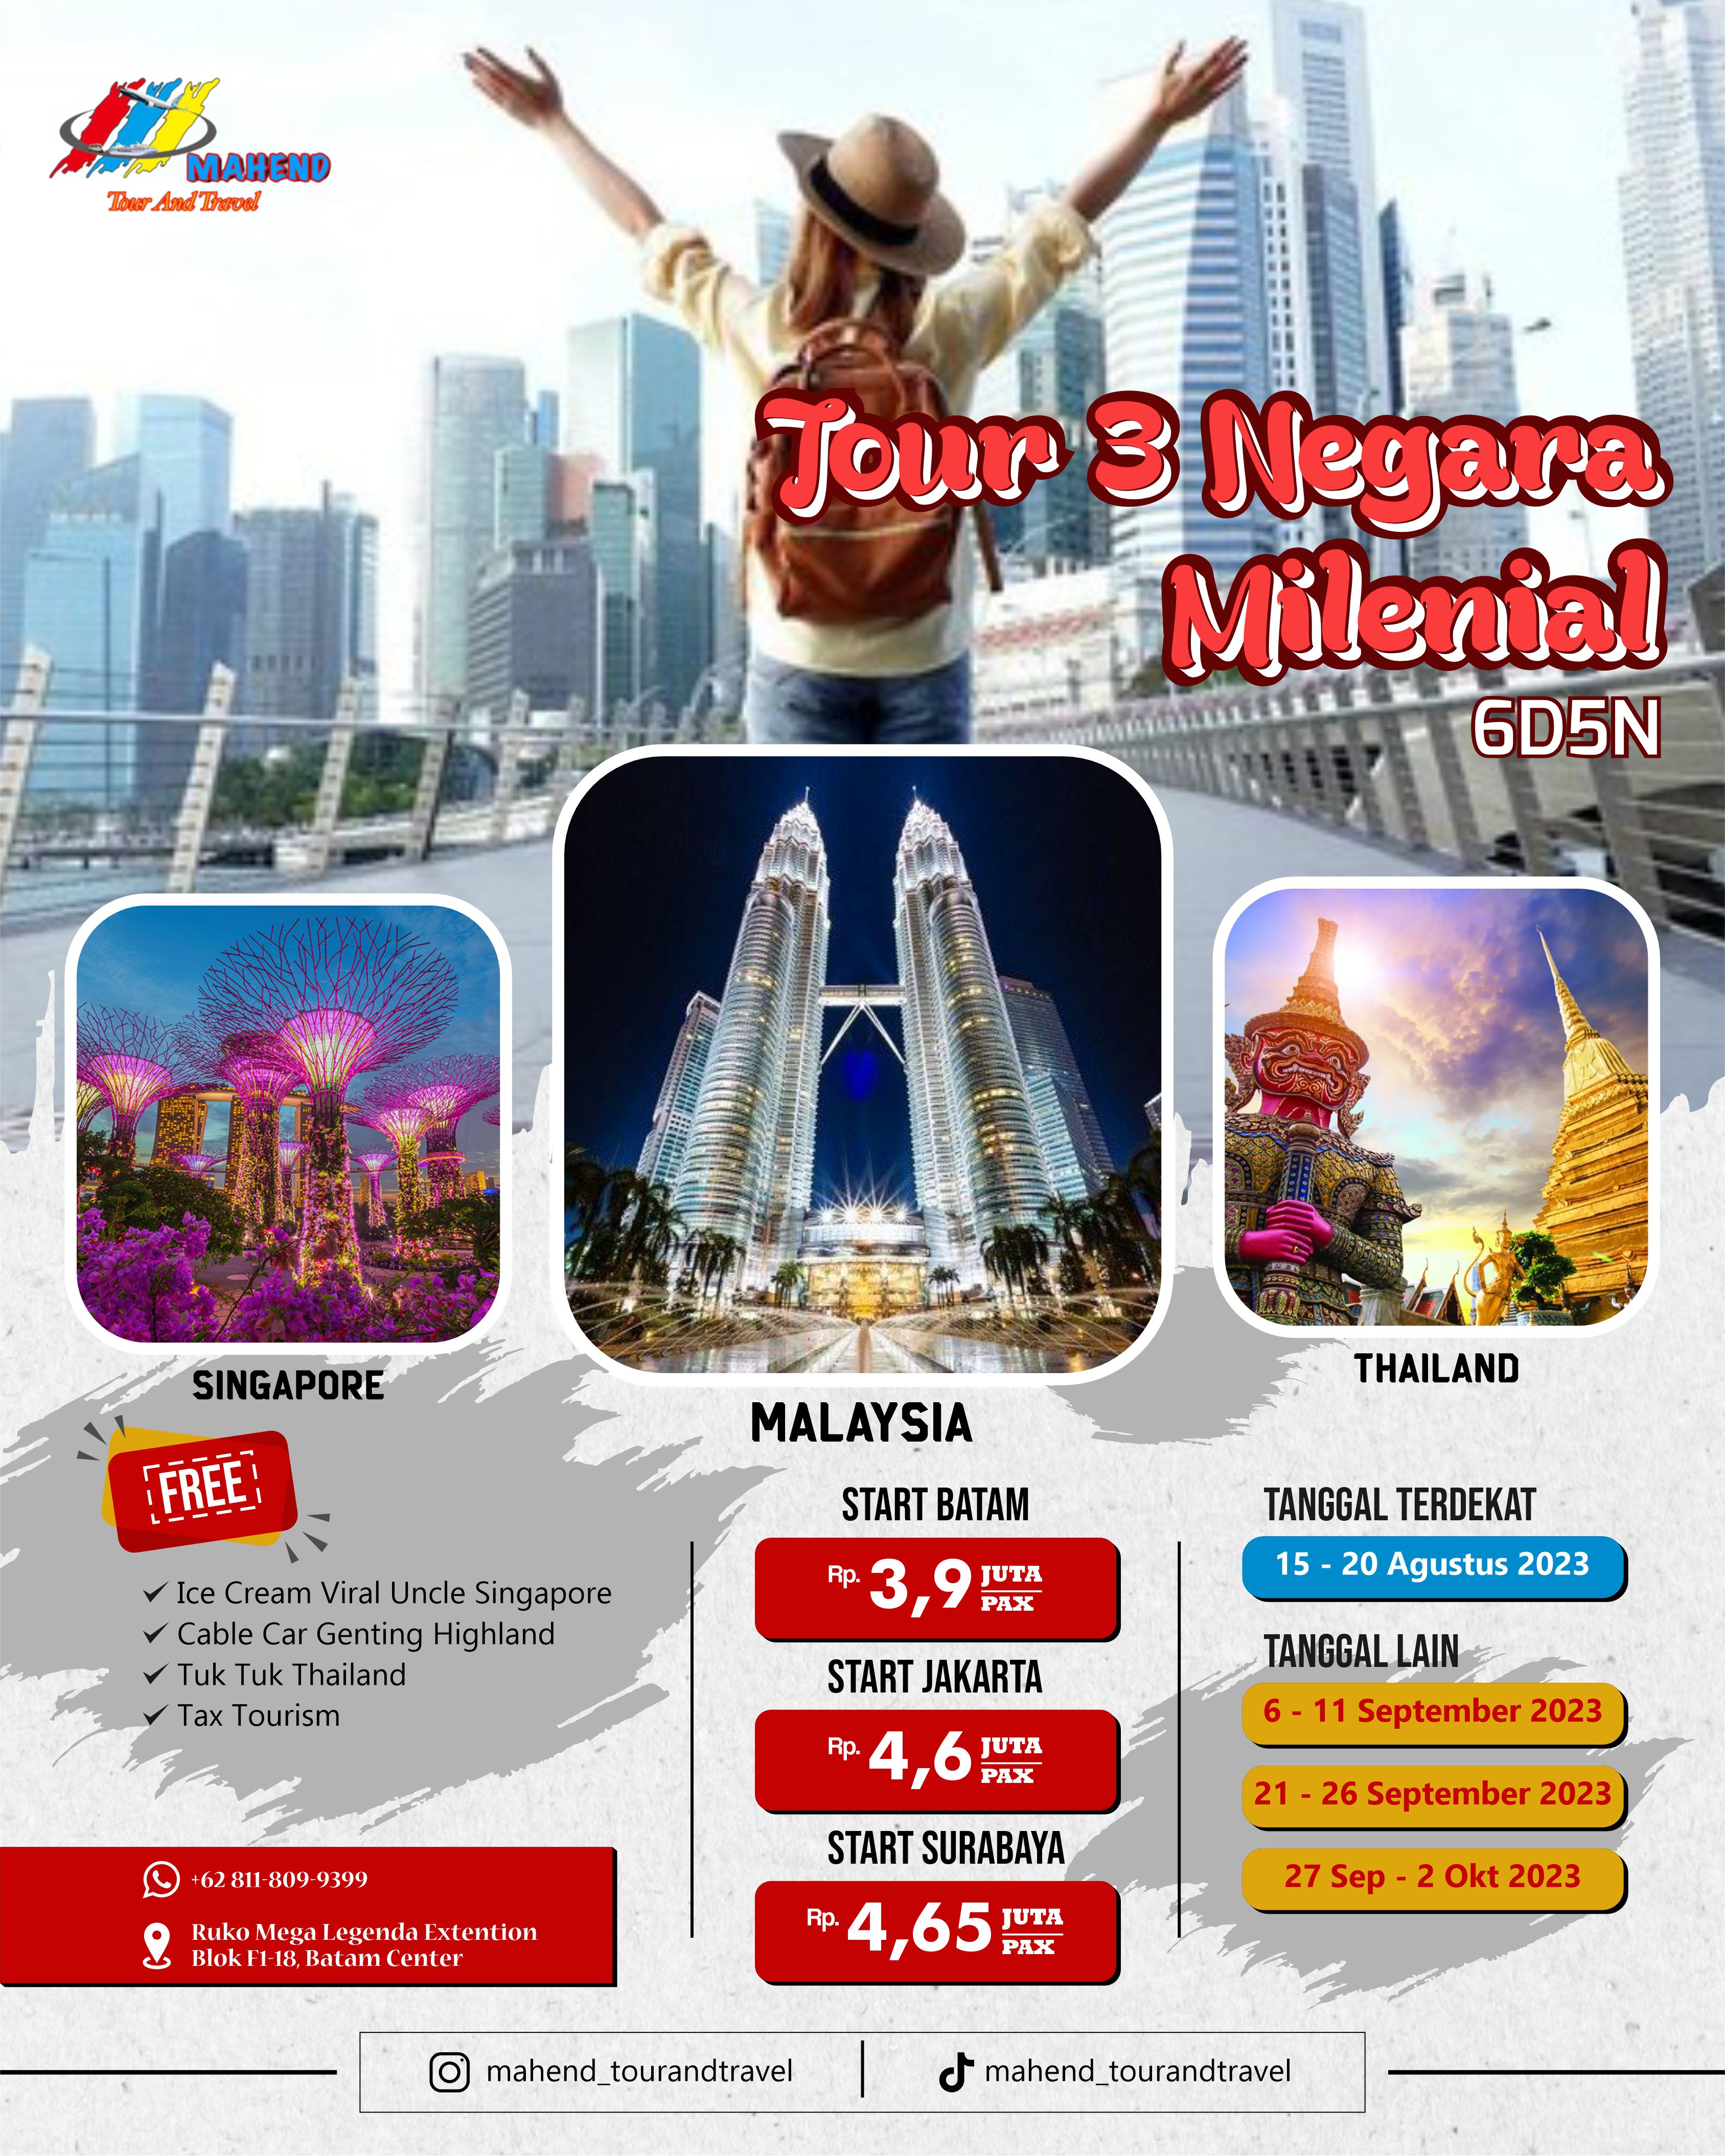 MAHEND
Tour And Travel
Tour 3 Negara
Milenial
6D5N
SINGAPORE
MALAYSIA
THAILAND
FREE
Ice Cream Viral Uncle Singapore
Cable Car Genting Highland
Tuk Tuk Thailand
Tax Tourism
+62 811-809-9399
Ruko Mega Legenda Extention
Blok F1-18, Batam Center
START BATAM
Rp. 3,9 JUTA
PAX
START JAKARTA
Rp. 4,6 JUTA
PAX
START SURABAYA
Rp. 4,65 JUTA
PAX
TANGGAL TERDEKAT
15 - 20 Agustus 2023
TANGGAL LAIN
6 - 11 September 2023
21 - 26 September 2023
27 Sep - 2 Okt 2023
mahend_tourandtravel
mahend_tourandtravel